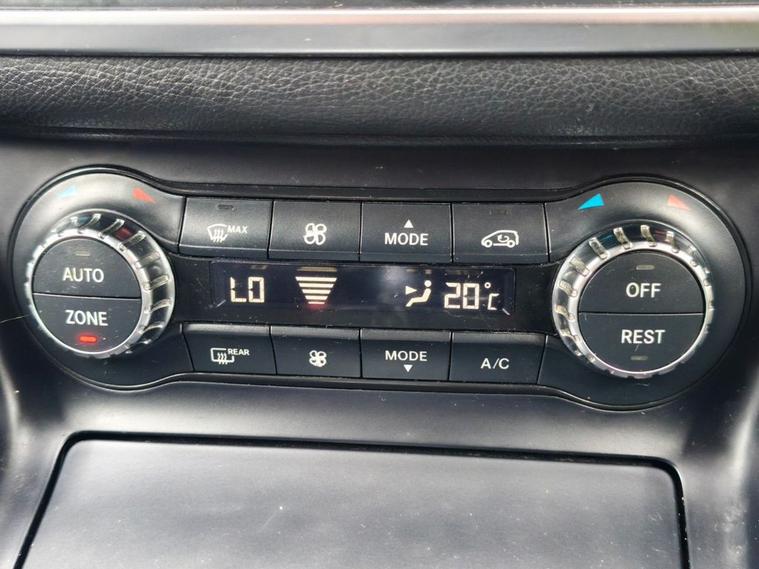 MAX
MODE
AUTO
ZONE
LO
20°c
OFF
REST
REAR
MODE
A/C